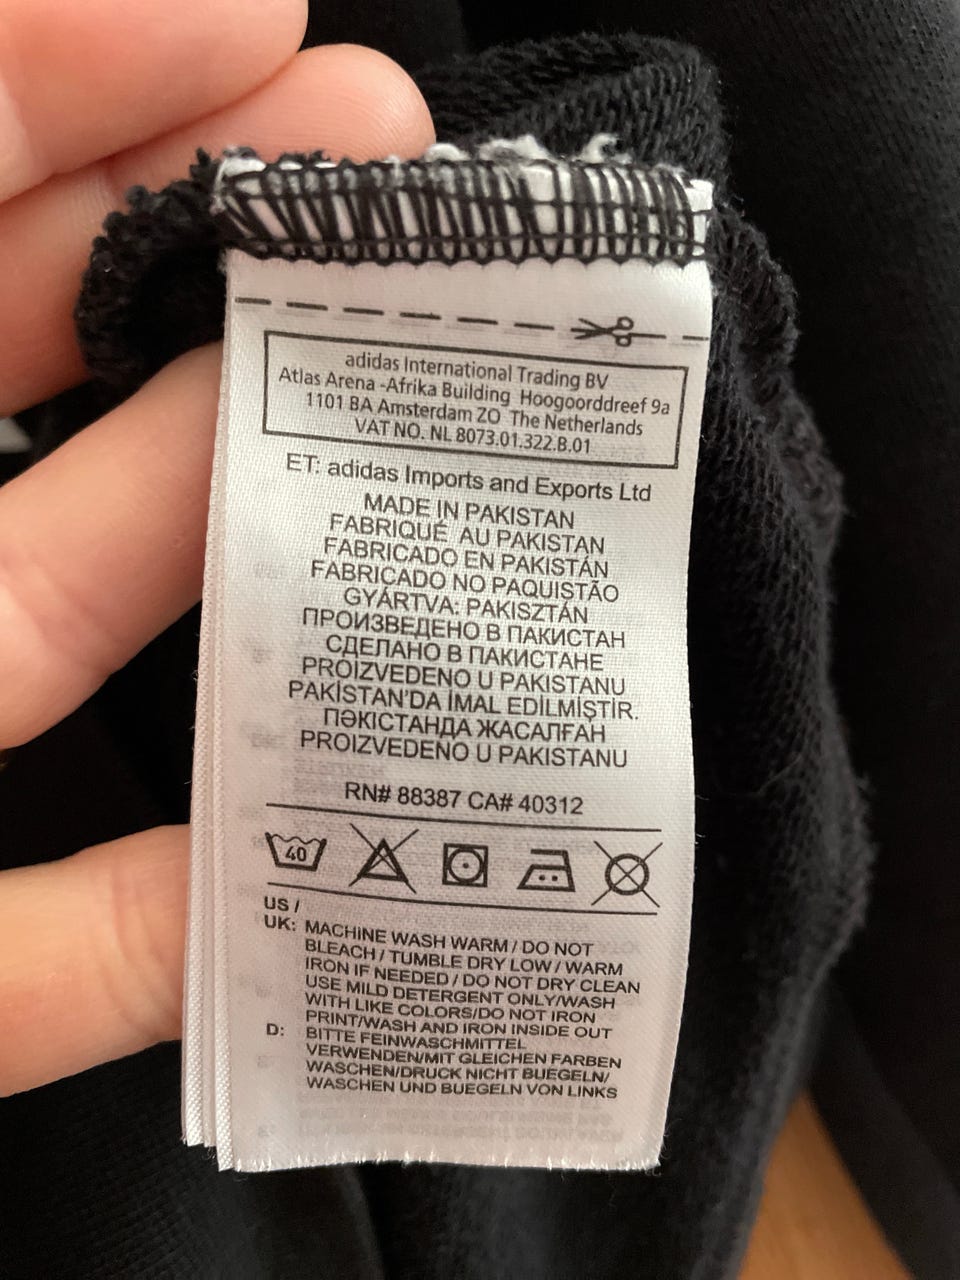 adidas International Trading BV
Atlas Arena -Afrika Building Hoogoorddreef 9a
1101 BA Amsterdam ZO The Netherlands
VAT NO. NL 8073.01.322.B.01
ET: adidas Imports and Exports Ltd
MADE IN PAKISTAN
FABRIQUÉ AU PAKISTAN
FABRICADO EN PAKISTÁN
FABRICADO NO PAQUISTÃO
GYÁRTVA: PAKISZTÁN
ПРОИЗВЕДЕНО В ПАКИСТАН
СДЕЛАНО В ПАКИСТАНЕ
PROIZVEDENO U PAKISTANU
PAKİSTAN'DA İMAL EDİLMİŞTİR.
ПӘКІСТАНДА ЖАСАЛҒАН
PROIZVEDENO U PAKISTANU
RN# 88387 CA# 40312
40
US /
UK: MACHINE WASH WARM / DO NOT
BLEACH / TUMBLE DRY LOW / WARM
IRON IF NEEDED / DO NOT DRY CLEAN
USE MILD DETERGENT ONLY/WASH
WITH LIKE COLORS/DO NOT IRON
PRINT/WASH AND IRON INSIDE OUT
D: BITTE FEINWASCHMITTEL
VERWENDEN/MIT GLEICHEN FARBEN
WASCHEN/DRUCK NICHT BUEGELN/
WASCHEN UND BUEGELN VON LINKS